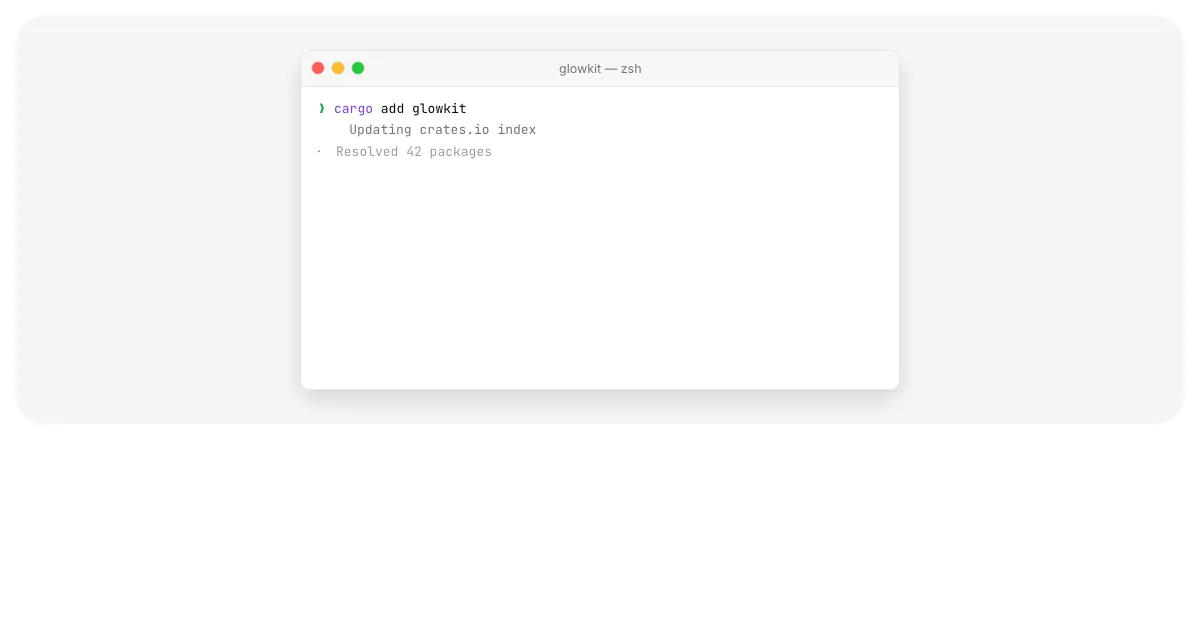 glowkit — zsh
❯ cargo add glowkit
Updating crates.io index
· Resolved 42 packages